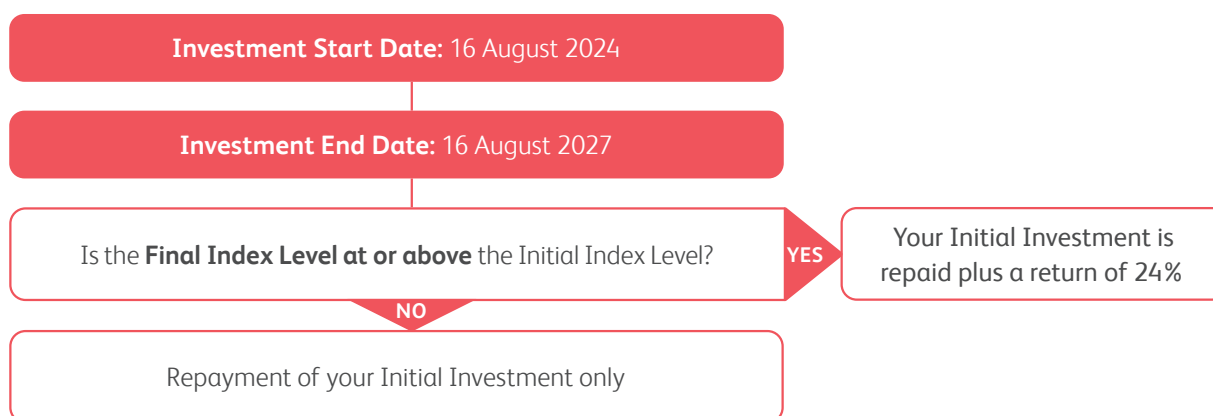 Investment Start Date: 16 August 2024
Investment End Date: 16 August 2027
Is the Final Index Level at or above the Initial Index Level?
YES
Your Initial Investment is
repaid plus a return of 24%
NO
Repayment of your Initial Investment only